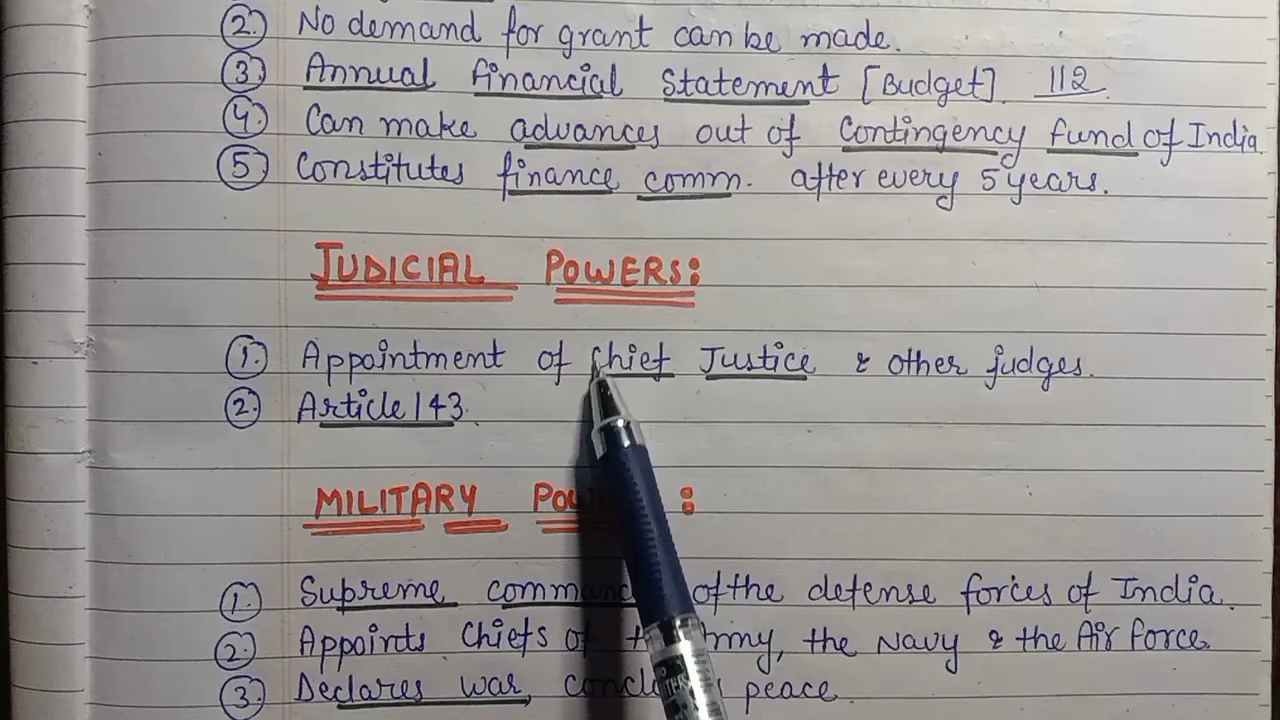 2. No demand for grant can be made.
3. Annual financial Statement [Budget] 112
4. Can make advances out of Contingency fund of India
5. Constitutes finance comm. after every 5 years.
JUDICIAL POWERS:
1. Appointment of Chief Justice & other judges.
2. Article 143.
MILITARY :
1. Supreme of the defense forces of India.
2. Appoints Chiefs of the Army, the Navy & the Air force.
3. Declares war, peace.